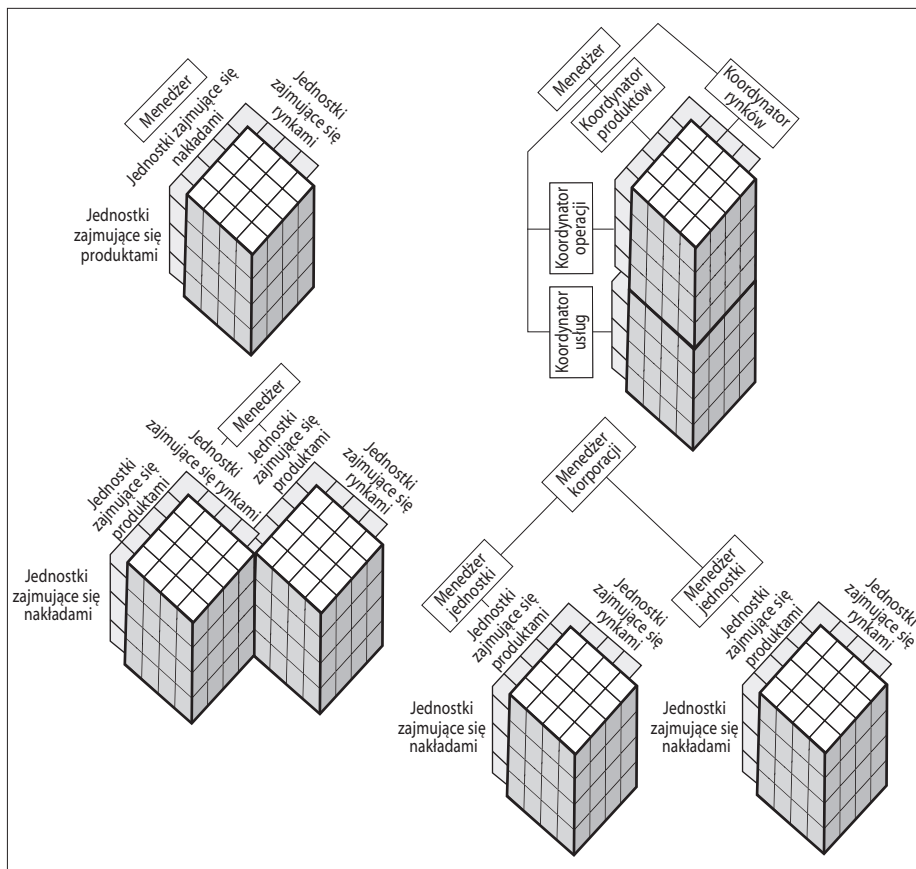 Menedżer
Jednostki zajmujące się
nakładami
Jednostki
zajmujące się
rynkami
Jednostki
zajmujące się
produktami
Menedżer
Koordynator
produktów
Koordynator
rynków
Koordynator
operacji
Koordynator
usług
Menedżer
Jednostki
zajmujące się
produktami
Jednostki
zajmujące się rynkami
Jednostki
zajmujące się
produktami
Jednostki
zajmujące się
rynkami
Jednostki
zajmujące się
nakładami
Menedżer
korporacji
Menedżer
jednostki
Jednostki
zajmujące się
produktami
Jednostki
zajmujące się
rynkami
Jednostki
zajmujące się
nakładami
Menedżer
jednostki
Jednostki
zajmujące się
produktami
Jednostki
zajmujące się
rynkami
Jednostki
zajmujące się
nakładami